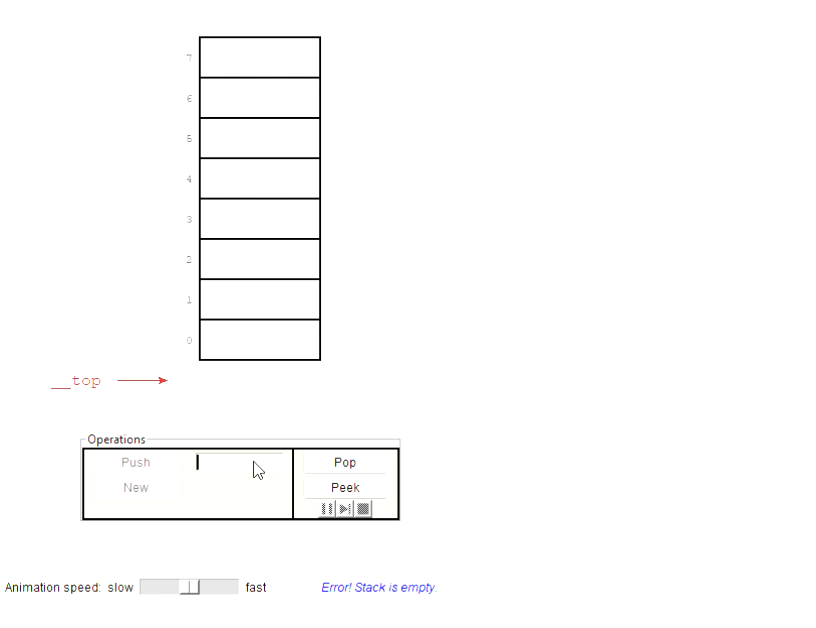 7
6
5
4
3
2
1
0
__top
Operations
Push
Pop
New
Peek
Animation speed: slow
fast
Error! Stack is empty.